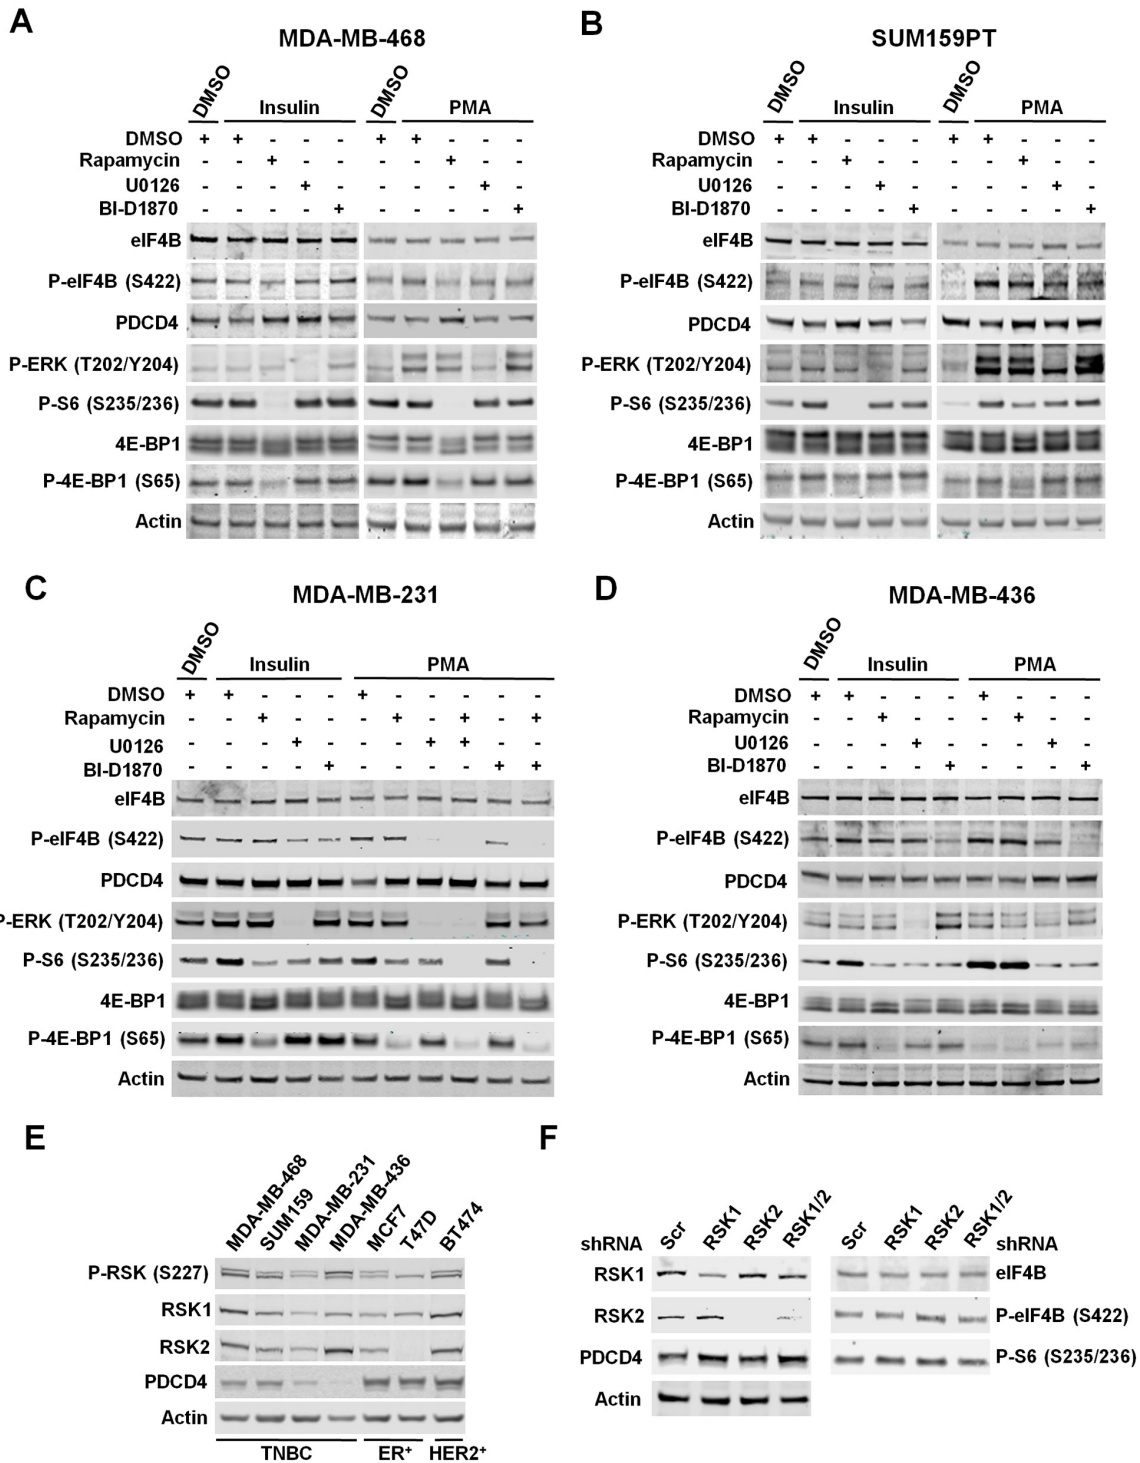 A
MDA-MB-468
DMSO Insulin DMSO PMA
DMSO + + - - - + + - - -
Rapamycin - - + - - - - + - -
U0126 - - - + - - - - + -
BI-D1870 - - - - + - - - - +
eIF4B
P-eIF4B (S422)
PDCD4
P-ERK (T202/Y204)
P-S6 (S235/236)
4E-BP1
P-4E-BP1 (S65)
Actin
B
SUM159PT
DMSO Insulin DMSO PMA
DMSO + + - - - + + - - -
Rapamycin - - + - - - - + - -
U0126 - - - + - - - - + -
BI-D1870 - - - - + - - - - +
eIF4B
P-eIF4B (S422)
PDCD4
P-ERK (T202/Y204)
P-S6 (S235/236)
4E-BP1
P-4E-BP1 (S65)
Actin
C
MDA-MB-231
DMSO Insulin PMA
DMSO + + - - - + - - - - -
Rapamycin - - + - - - + - + - +
U0126 - - - + - - - + + - -
BI-D1870 - - - - + - - - - + +
eIF4B
P-eIF4B (S422)
PDCD4
P-ERK (T202/Y204)
P-S6 (S235/236)
4E-BP1
P-4E-BP1 (S65)
Actin
D
MDA-MB-436
DMSO Insulin PMA
DMSO + + - - - + - - -
Rapamycin - - + - - - + - -
U0126 - - - + - - - + -
BI-D1870 - - - - + - - - +
eIF4B
P-eIF4B (S422)
PDCD4
P-ERK (T202/Y204)
P-S6 (S235/236)
4E-BP1
P-4E-BP1 (S65)
Actin
E
MDA-MB-468 SUM159 MDA-MB-231 MDA-MB-436 MCF7 T47D BT474
P-RSK (S227)
RSK1
RSK2
PDCD4
Actin
TNBC ER⁺ HER2⁺
F
shRNA Scr RSK1 RSK2 RSK1/2
RSK1
RSK2
PDCD4
Actin
Scr RSK1 RSK2 RSK1/2 shRNA
eIF4B
P-eIF4B (S422)
P-S6 (S235/236)